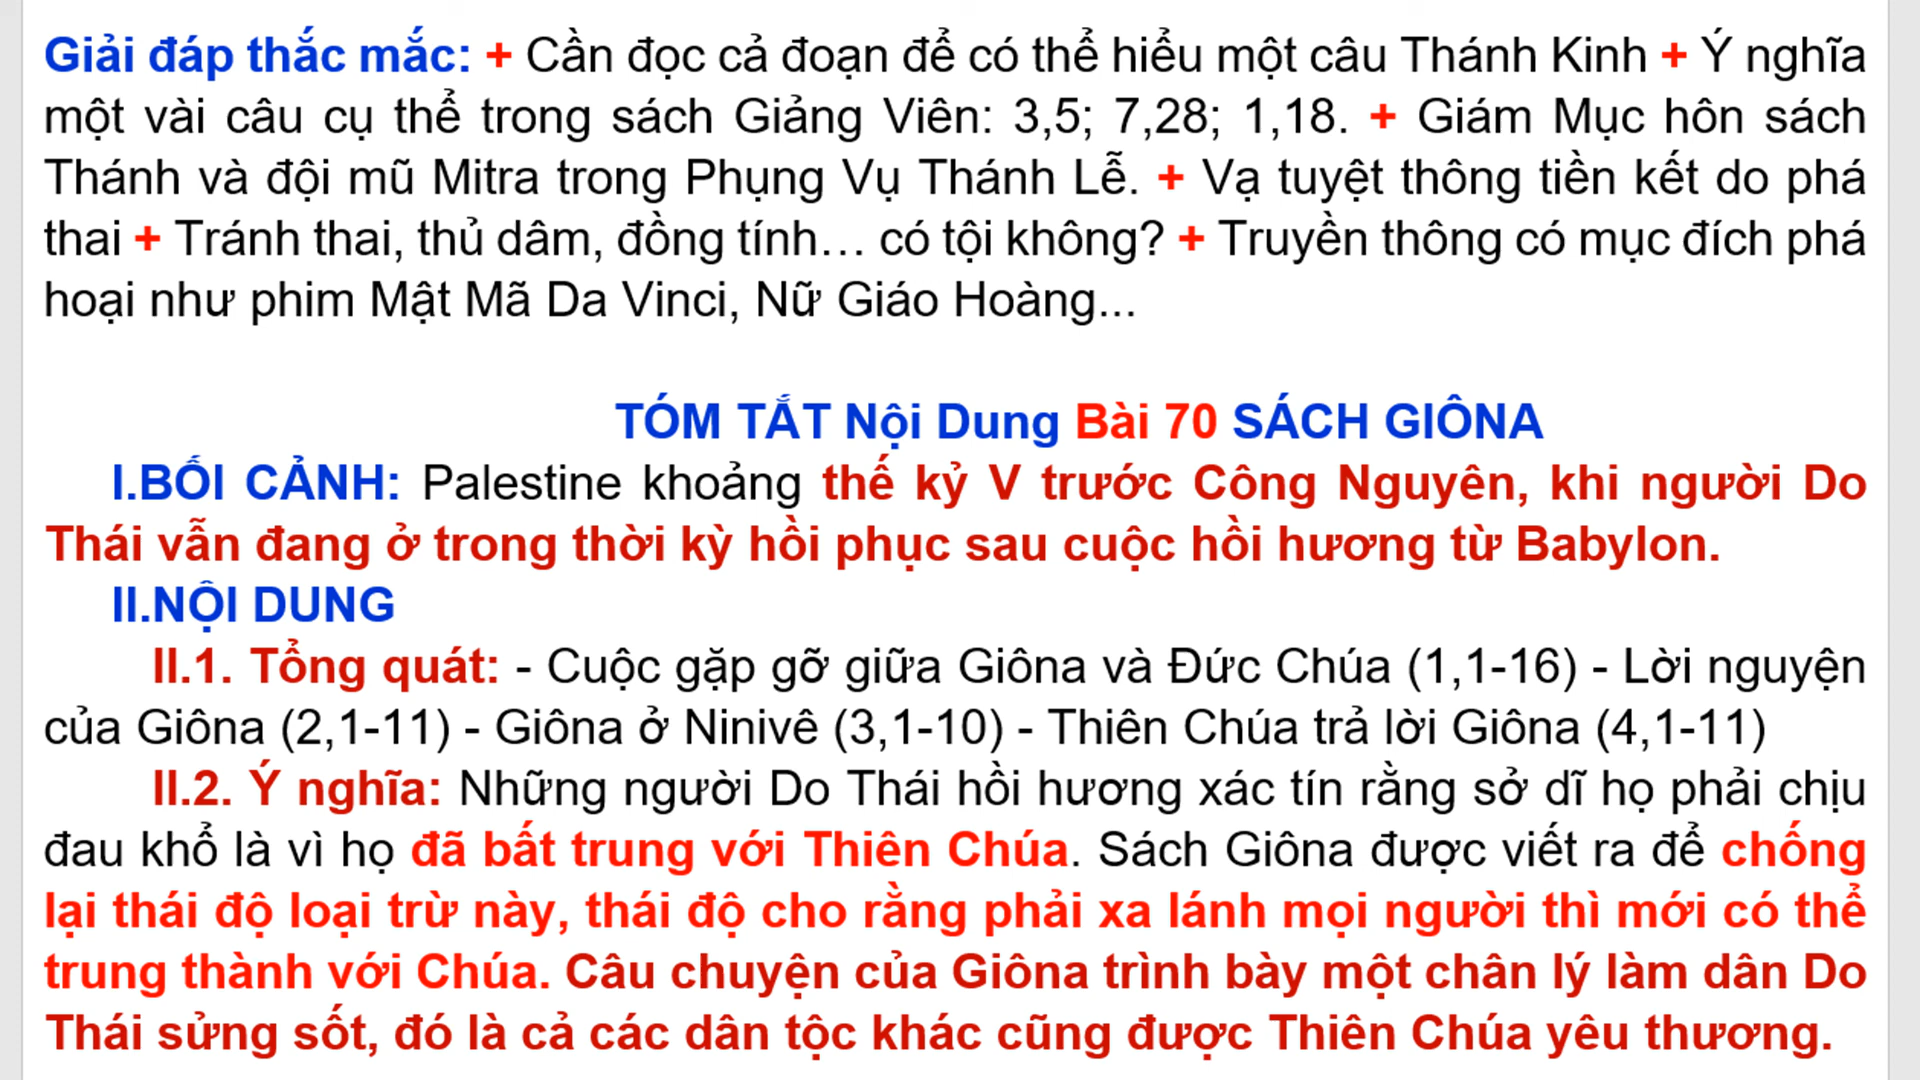 Giải đáp thắc mắc: + Cần đọc cả đoạn để có thể hiểu một câu Thánh Kinh + Ý nghĩa
một vài câu cụ thể trong sách Giảng Viên: 3,5; 7,28; 1,18. + Giám Mục hôn sách
Thánh và đội mũ Mitra trong Phụng Vụ Thánh Lễ. + Vạ tuyệt thông tiền kết do phá
thai + Tránh thai, thủ dâm, đồng tính... có tội không? + Truyền thông có mục đích phá
hoại như phim Mật Mã Da Vinci, Nữ Giáo Hoàng...
TÓM TẮT Nội Dung Bài 70 SÁCH GIÔNA
I.BỐI CẢNH: Palestine khoảng thế kỷ V trước Công Nguyên, khi người Do
Thái vẫn đang ở trong thời kỳ hồi phục sau cuộc hồi hương từ Babylon.
II.NỘI DUNG
II.1. Tổng quát: - Cuộc gặp gỡ giữa Giôna và Đức Chúa (1,1-16) - Lời nguyện
của Giôna (2,1-11) - Giôna ở Ninivê (3,1-10) - Thiên Chúa trả lời Giôna (4,1-11)
II.2. Ý nghĩa: Những người Do Thái hồi hương xác tín rằng sở dĩ họ phải chịu
đau khổ là vì họ đã bất trung với Thiên Chúa. Sách Giôna được viết ra để chống
lại thái độ loại trừ này, thái độ cho rằng phải xa lánh mọi người thì mới có thể
trung thành với Chúa. Câu chuyện của Giôna trình bày một chân lý làm dân Do
Thái sửng sốt, đó là cả các dân tộc khác cũng được Thiên Chúa yêu thương.